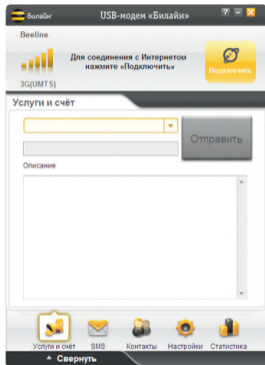 Билайн
USB-модем «Билайн»
Beeline
Для соединения с Интернетом
нажмите «Подключить»
Подключить
3G(UMTS)
Услуги и счёт
Отправить
Описание
Услуги и счёт SMS Контакты Настройки Статистика
Свернуть